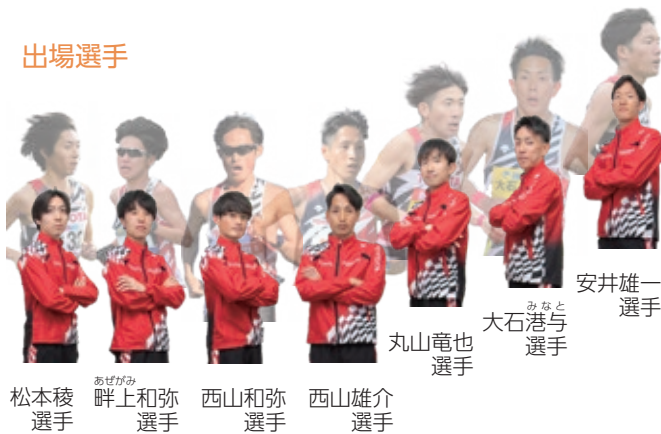 出場選手
松本稜
選手
あぜがみ
畔上和弥
選手
西山和弥
選手
西山雄介
選手
丸山竜也
選手
みなと
大石港与
選手
安井雄一
選手
大石